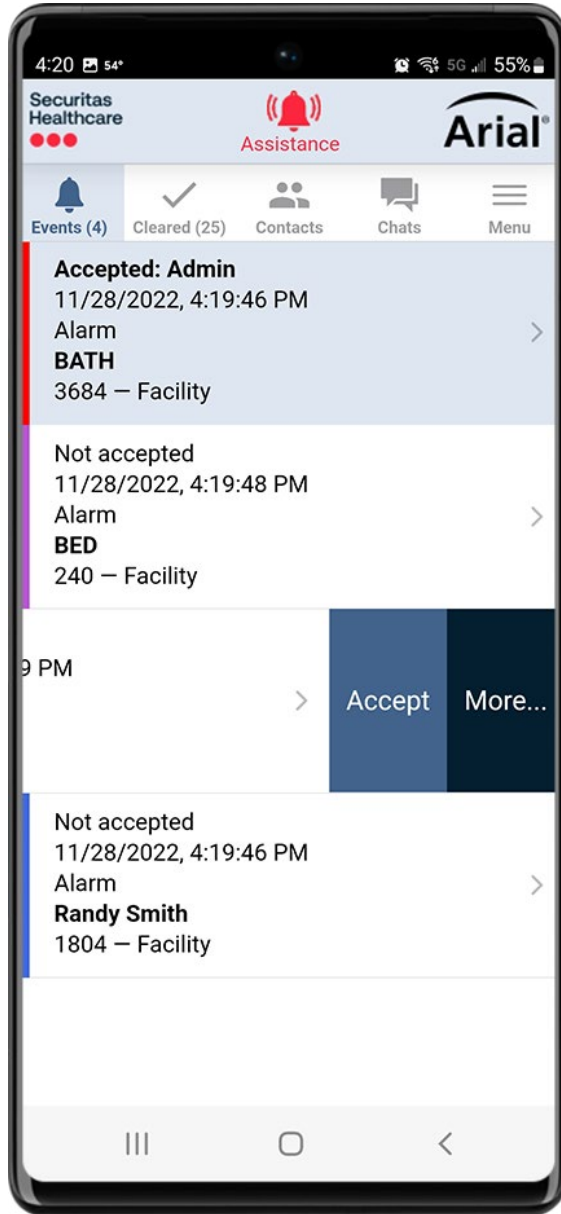 4:20 54° 5G 55%
Securitas
Healthcare
Assistance
Arial®
Events (4) Cleared (25) Contacts Chats Menu
Accepted: Admin
11/28/2022, 4:19:46 PM
Alarm
BATH
3684 — Facility
Not accepted
11/28/2022, 4:19:48 PM
Alarm
BED
240 — Facility
9 PM
Accept More...
Not accepted
11/28/2022, 4:19:46 PM
Alarm
Randy Smith
1804 — Facility